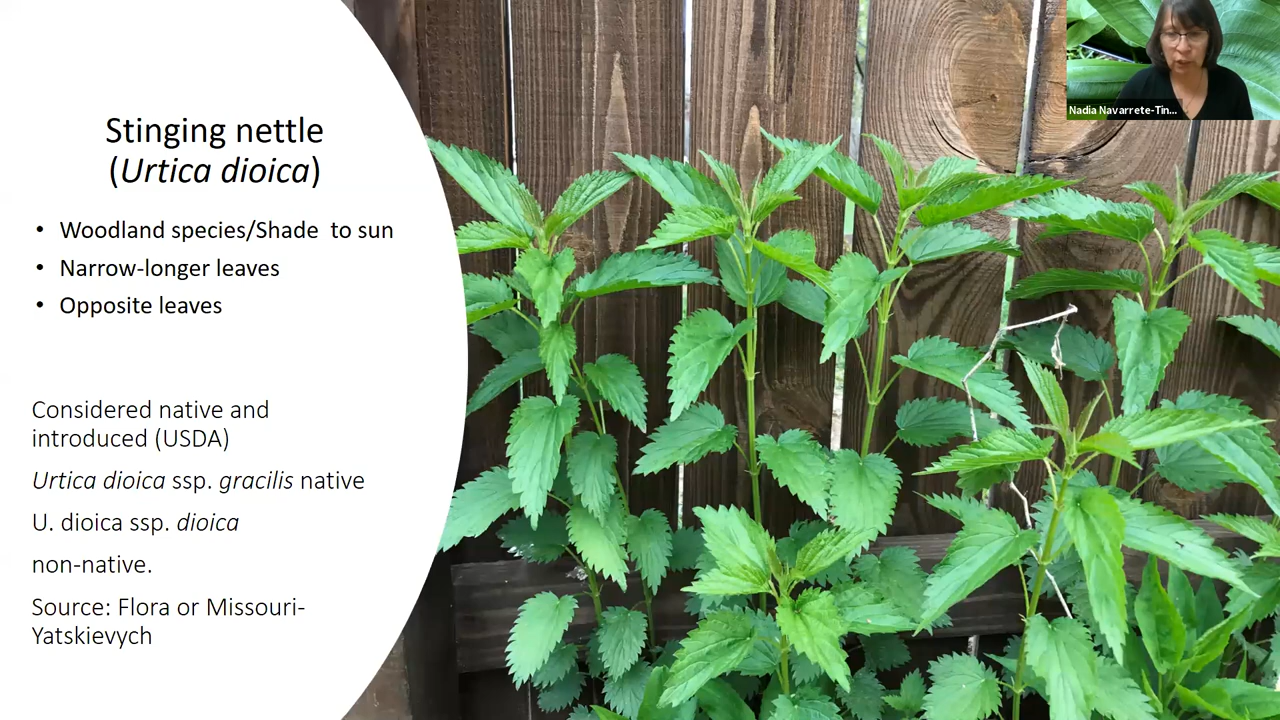 Stinging nettle
(Urtica dioica)
• Woodland species/Shade to sun
• Narrow-longer leaves
• Opposite leaves
Considered native and
introduced (USDA)
Urtica dioica ssp. gracilis native
U. dioica ssp. dioica
non-native.
Source: Flora or Missouri-
Yatskievych
Nadia Navarrete-Tin...